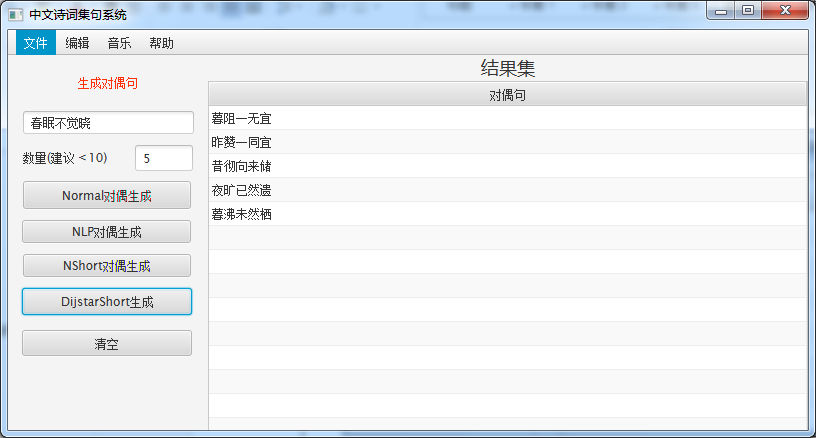 中文诗词集句系统
文件 编辑 音乐 帮助
生成对偶句
春眠不觉晓
数量(建议 <10) 5
Normal对偶生成
NLP对偶生成
NShort对偶生成
DijstarShort生成
清空
结果集
对偶句
暮阻一无宜
昨赞一同宜
昔彻向来储
夜旷已然遗
暮沸未然栖